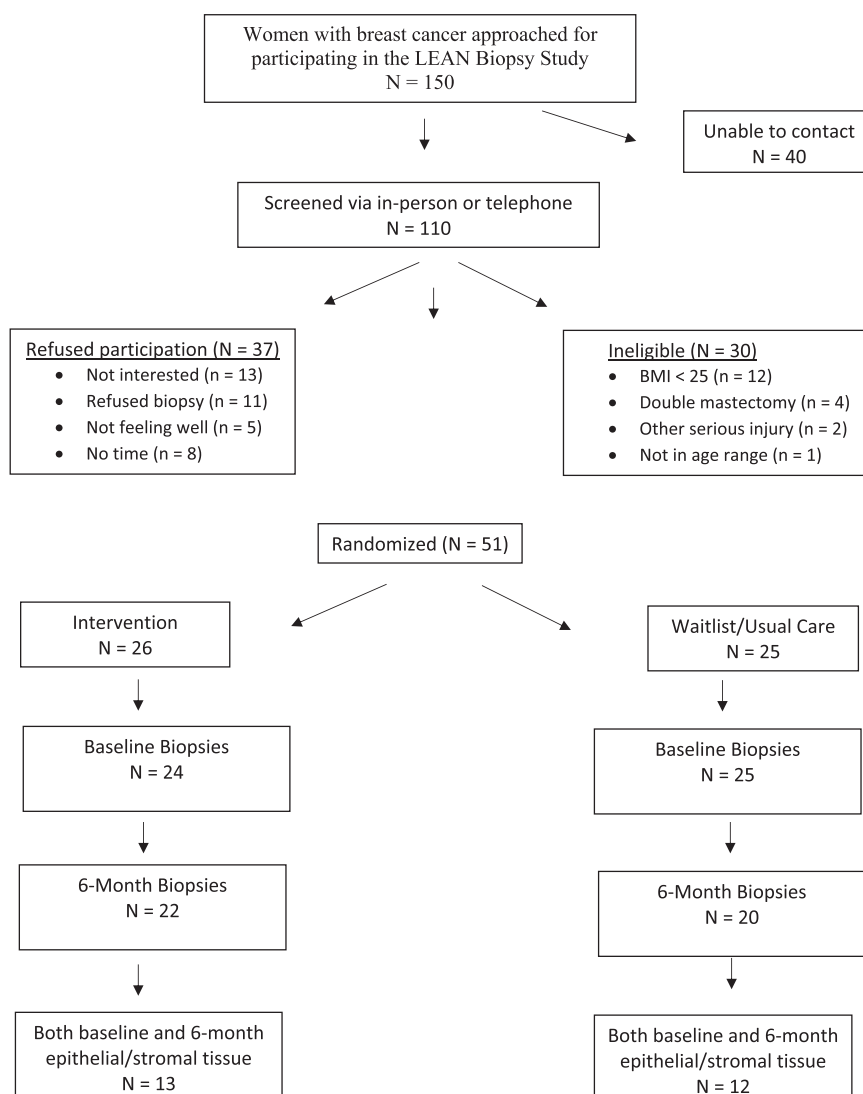 Women with breast cancer approached for
participating in the LEAN Biopsy Study
N = 150
Unable to contact
N = 40
Screened via in-person or telephone
N = 110
Refused participation (N = 37)
• Not interested (n = 13)
• Refused biopsy (n = 11)
• Not feeling well (n = 5)
• No time (n = 8)
Ineligible (N = 30)
• BMI < 25 (n = 12)
• Double mastectomy (n = 4)
• Other serious injury (n = 2)
• Not in age range (n = 1)
Randomized (N = 51)
Intervention
N = 26
Waitlist/Usual Care
N = 25
Baseline Biopsies
N = 24
Baseline Biopsies
N = 25
6-Month Biopsies
N = 22
6-Month Biopsies
N = 20
Both baseline and 6-month
epithelial/stromal tissue
N = 13
Both baseline and 6-month
epithelial/stromal tissue
N = 12